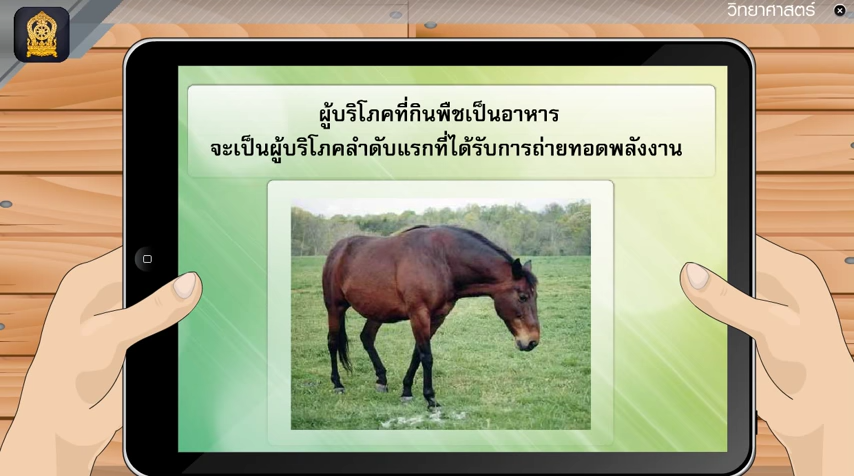 วิทยาศาสตร์
ผู้บริโภคที่กินพืชเป็นอาหาร
จะเป็นผู้บริโภคลำดับแรกที่ได้รับการถ่ายทอดพลังงาน